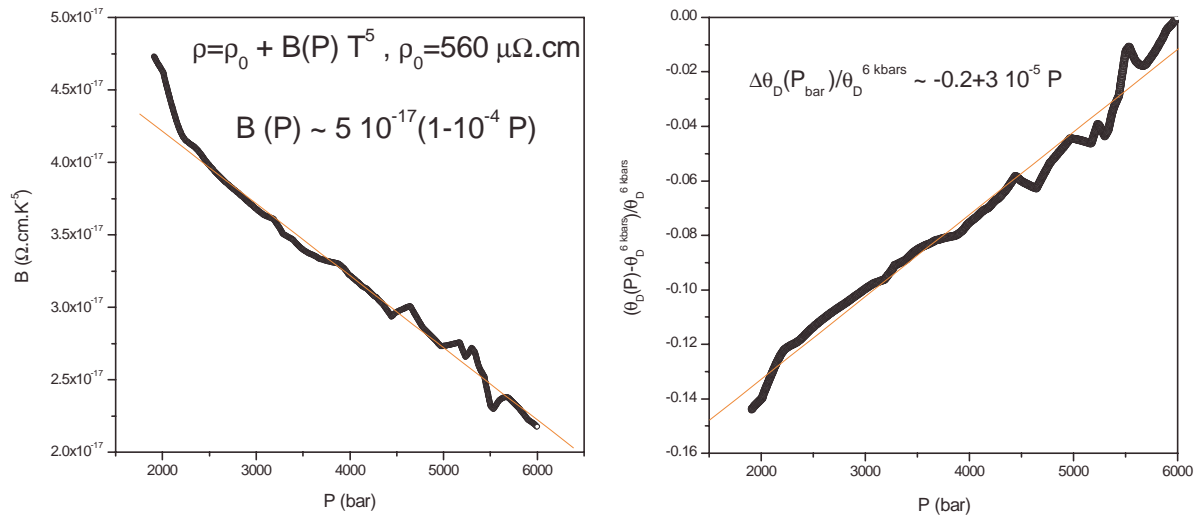 5.0x10⁻¹⁷
4.5x10⁻¹⁷
4.0x10⁻¹⁷
3.5x10⁻¹⁷
3.0x10⁻¹⁷
2.5x10⁻¹⁷
2.0x10⁻¹⁷
B (Ω.cm.K⁻⁵)
ρ=ρ₀ + B(P) T⁵ , ρ₀=560 μΩ.cm
B (P) ~ 5 10⁻¹⁷(1-10⁻⁴ P)
2000 3000 4000 5000 6000
P (bar)
0.00
-0.02
-0.04
-0.06
-0.08
-0.10
-0.12
-0.14
-0.16
(θ_D(P)-θ_D^6 kbars)/θ_D^6 kbars
Δθ_D(P_bar)/θ_D^6 kbars ~ -0.2+3 10⁻⁵ P
2000 3000 4000 5000 6000
P (bar)